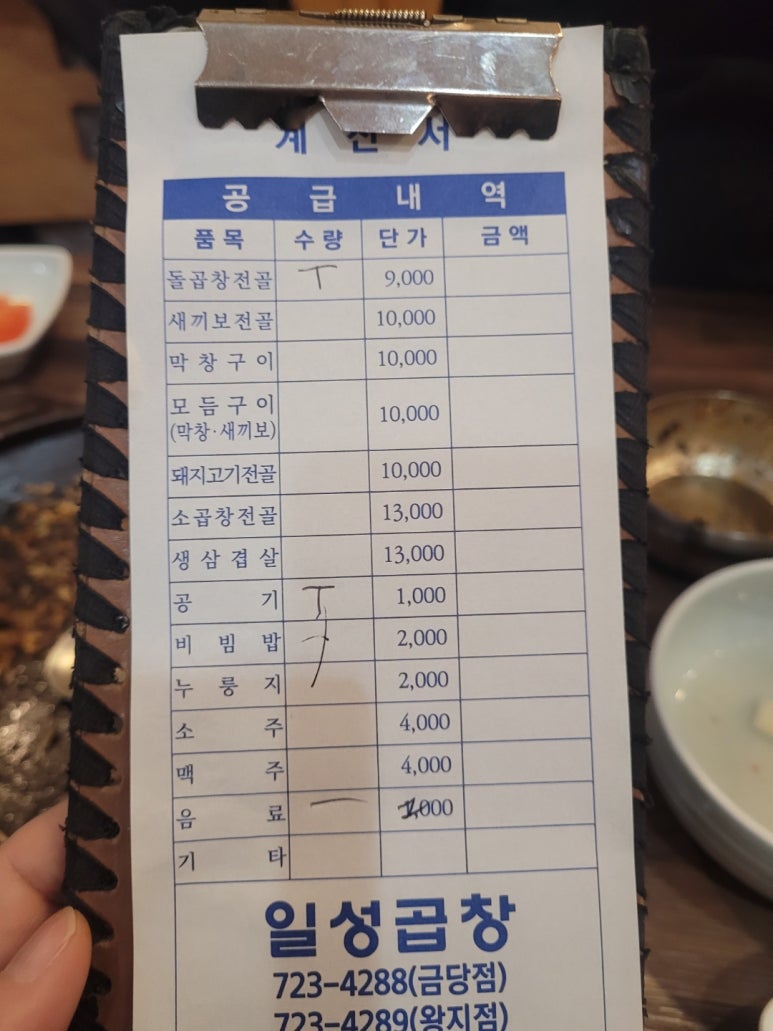 계 산 서
공 급 내 역
품 목 수 량 단 가 금 액
돌곱창전골 T 9,000
새끼보전골 10,000
막 창 구 이 10,000
모 듬 구 이
(막창·새끼보) 10,000
돼지고기전골 10,000
소곱창전골 13,000
생 삼 겹 살 13,000
공 기 T 1,000
비 빔 밥 2,000
누 룽 지 2,000
소 주 4,000
맥 주 4,000
음 료 一 000
기 타
일성곱창
723-4288(금당점)
723-4289(왕지점)